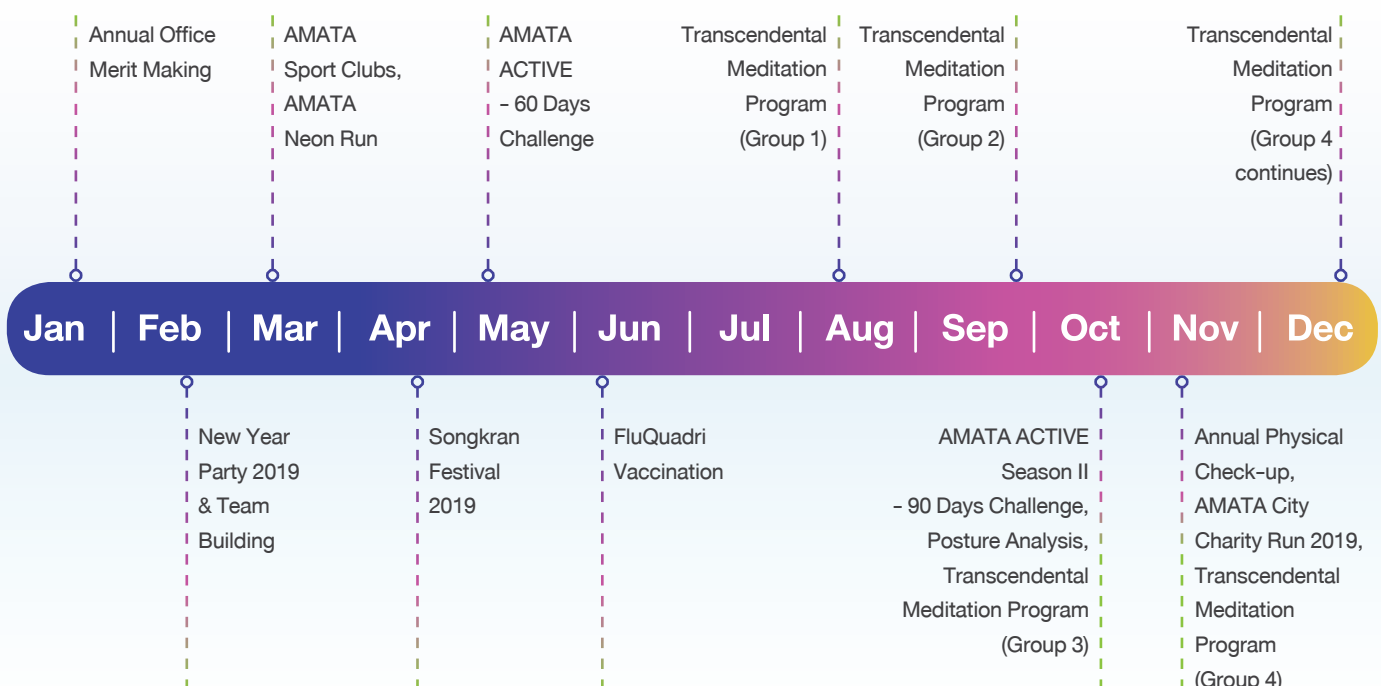 Annual Office
Merit Making
AMATA
Sport Clubs,
AMATA
Neon Run
AMATA
ACTIVE
- 60 Days
Challenge
Transcendental
Meditation
Program
(Group 1)
Transcendental
Meditation
Program
(Group 2)
Transcendental
Meditation
Program
(Group 4
continues)
Jan | Feb | Mar | Apr | May | Jun | Jul | Aug | Sep | Oct | Nov | Dec
New Year
Party 2019
& Team
Building
Songkran
Festival
2019
FluQuadri
Vaccination
AMATA ACTIVE
Season II
- 90 Days Challenge,
Posture Analysis,
Transcendental
Meditation Program
(Group 3)
Annual Physical
Check-up,
AMATA City
Charity Run 2019,
Transcendental
Meditation
Program
(Group 4)